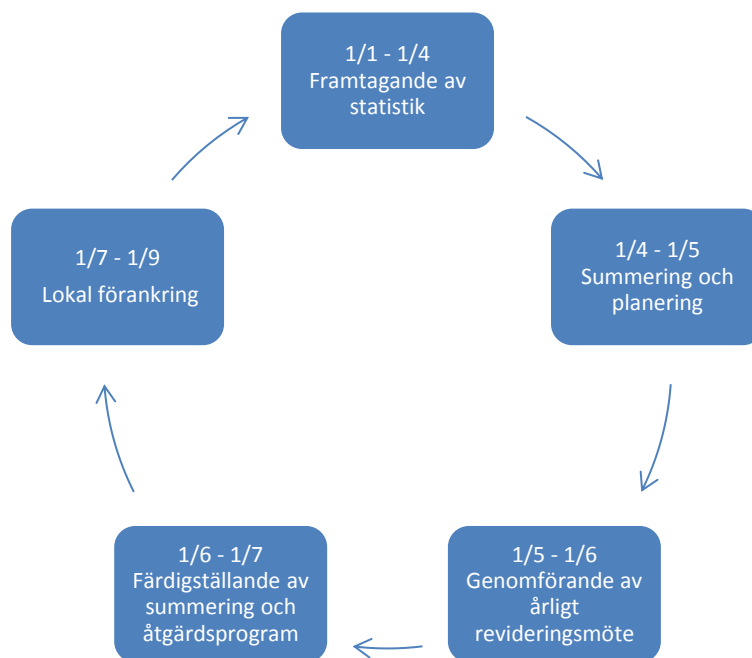 1/1 - 1/4
Framtagande av
statistik
1/4 - 1/5
Summering och
planering
1/5 - 1/6
Genomförande av
årligt
revideringsmöte
1/6 - 1/7
Färdigställande av
summering och
åtgärdsprogram
1/7 - 1/9
Lokal förankring